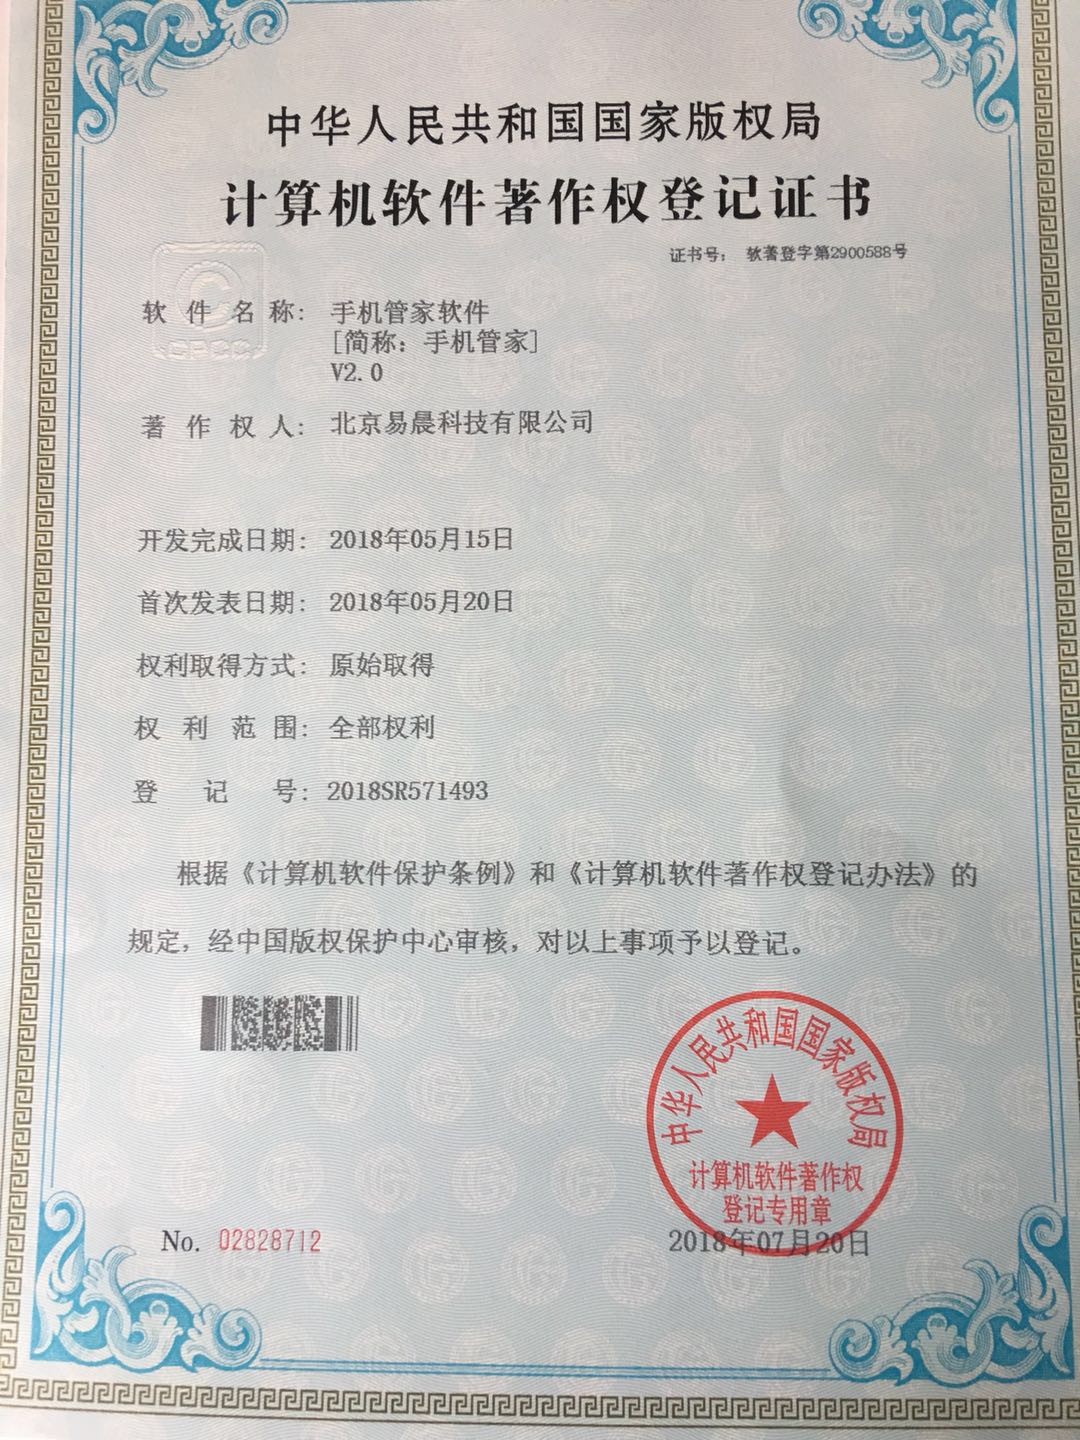 中华人民共和国国家版权局
计算机软件著作权登记证书
证书号： 软著登字第2900588号
软件名称： 手机管家软件
[简称：手机管家]
V2.0
著作权人： 北京易晨科技有限公司
开发完成日期： 2018年05月15日
首次发表日期： 2018年05月20日
权利取得方式： 原始取得
权利范围： 全部权利
登记号： 2018SR571493
根据《计算机软件保护条例》和《计算机软件著作权登记办法》的
规定，经中国版权保护中心审核，对以上事项予以登记。
中华人民共和国国家版权局
计算机软件著作权
登记专用章
No. 02828712
2018年07月20日
CPCC